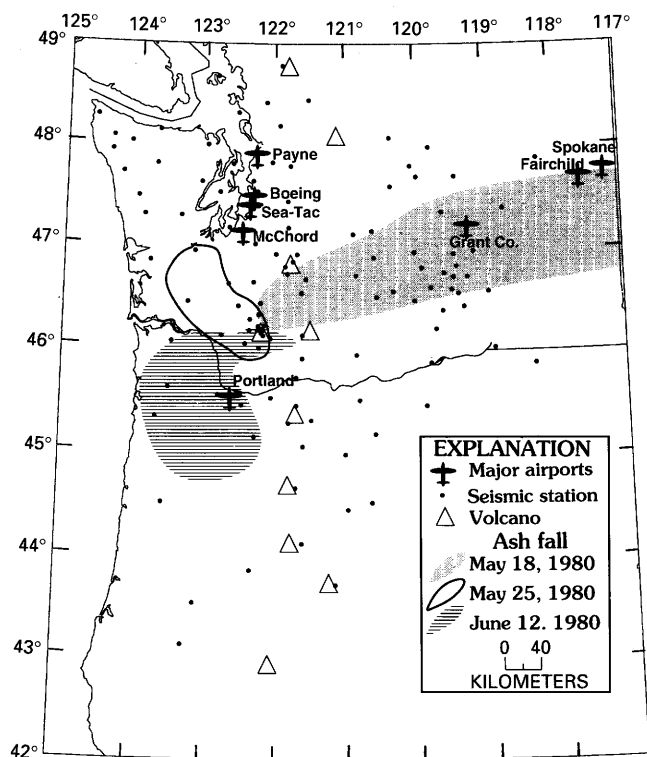 125° 124° 123° 122° 121° 120° 119° 118° 117°
49°
48°
47°
46°
45°
44°
43°
42°
Payne
Boeing
Sea-Tac
McChord
Spokane
Fairchild
Grant Co.
Portland
EXPLANATION
Major airports
Seismic station
Volcano
Ash fall
May 18, 1980
May 25, 1980
June 12. 1980
0 40
KILOMETERS